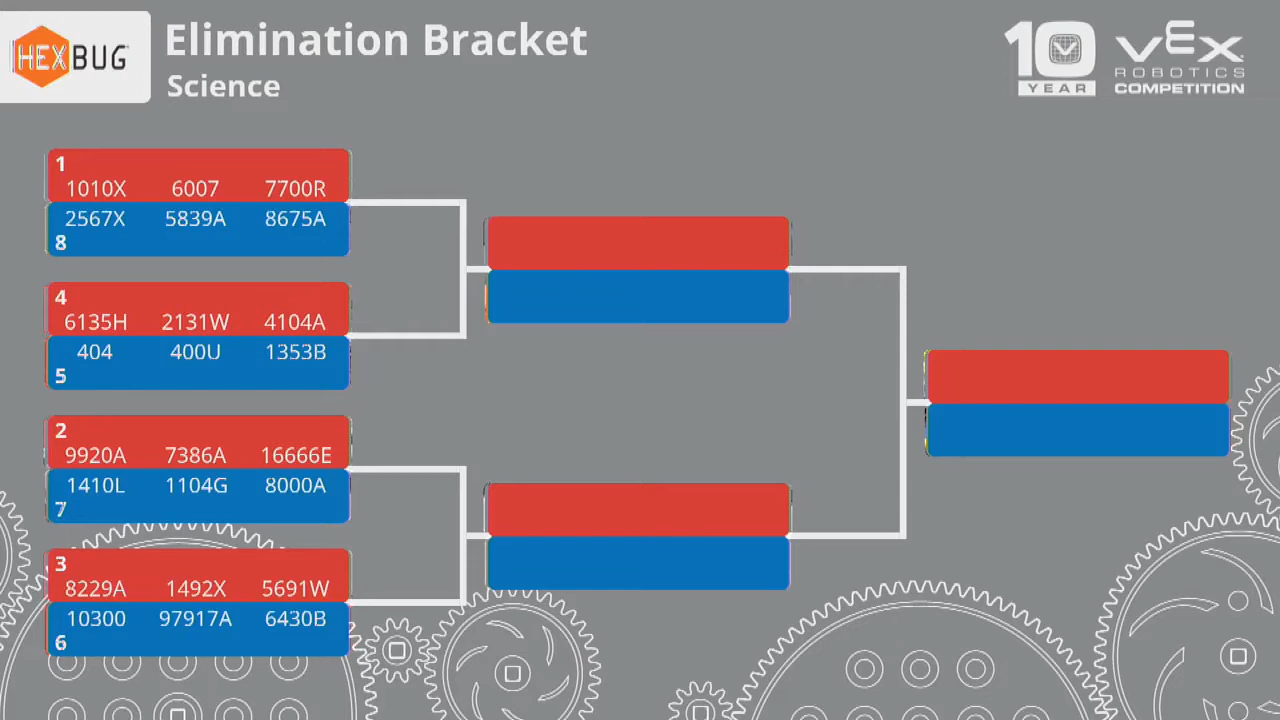 HEXBUG
Elimination Bracket
Science
10
YEAR
VEX
ROBOTICS
COMPETITION
1
1010X 6007 7700R
2567X 5839A 8675A
8
4
6135H 2131W 4104A
404 400U 1353B
5
2
9920A 7386A 16666E
1410L 1104G 8000A
7
3
8229A 1492X 5691W
10300 97917A 6430B
6